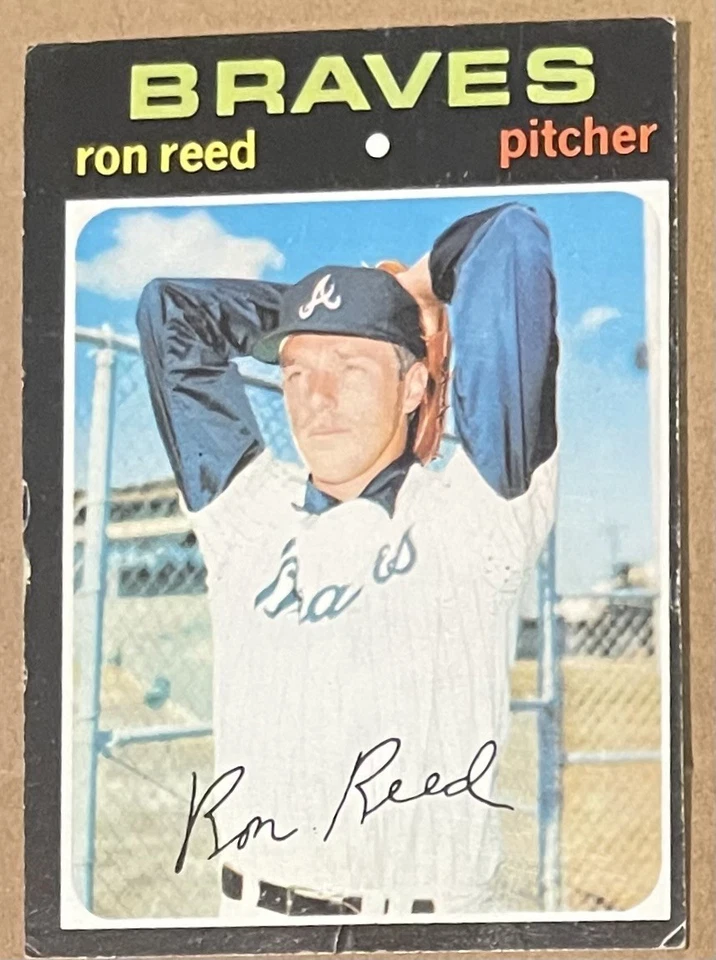 BRAVES
ron reed • pitcher
A
Braves
Ron Reed